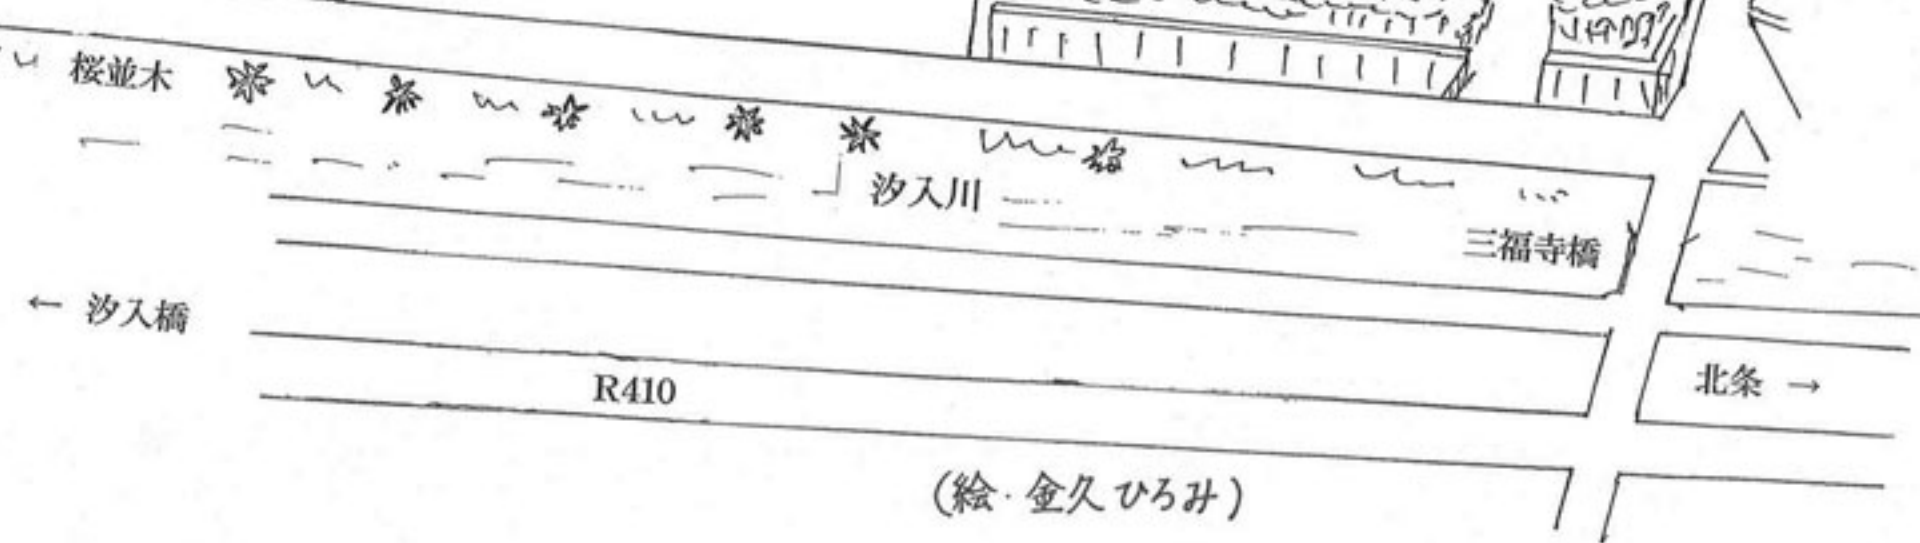 桜並木
汐入川
三福寺橋
← 汐入橋
北条 →
R410
(絵・金久ひろみ)